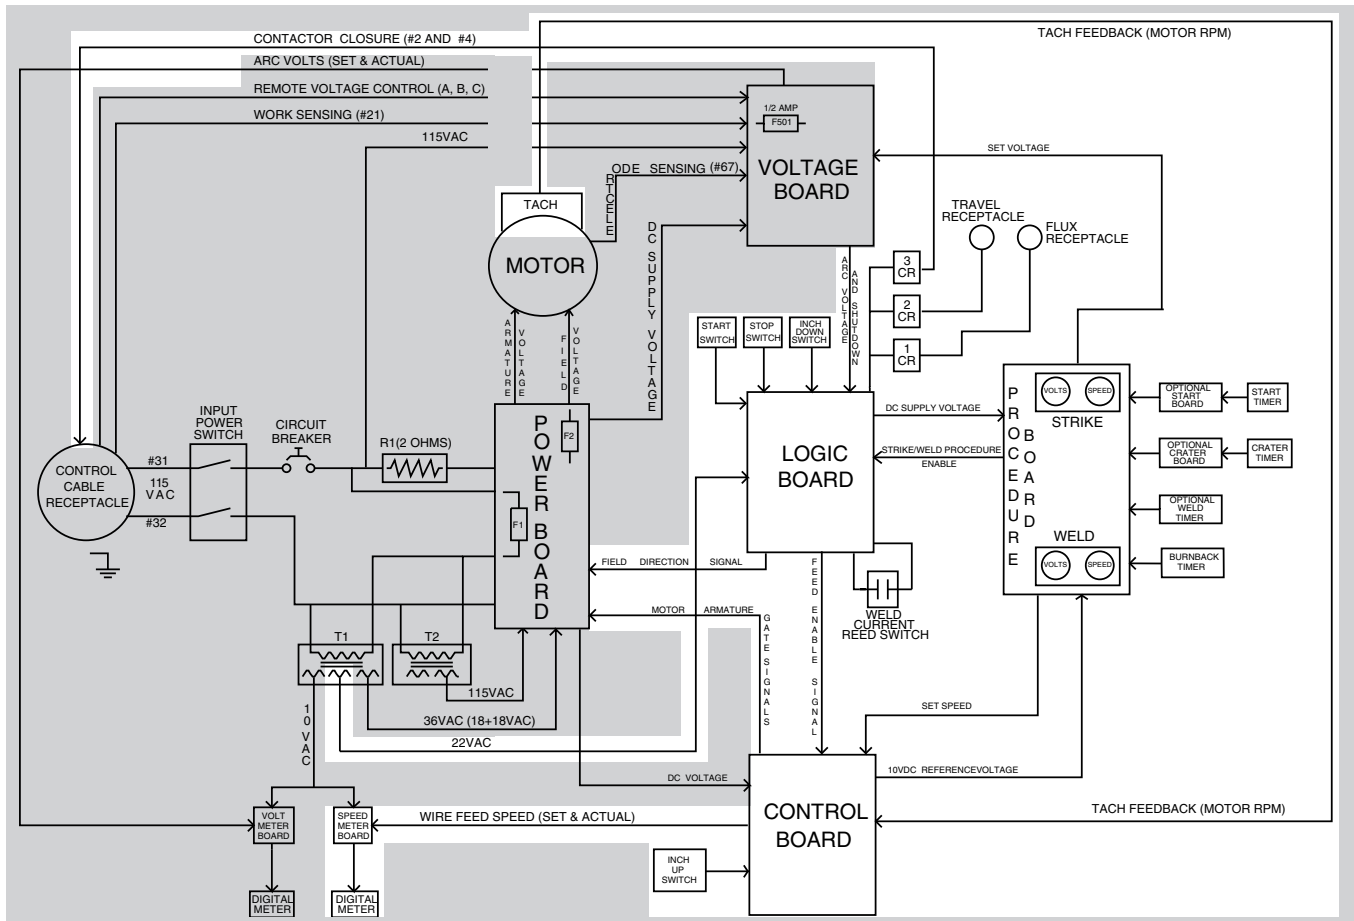 CONTACTOR CLOSURE (#2 AND #4)
TACH FEEDBACK (MOTOR RPM)
ARC VOLTS (SET & ACTUAL)
REMOTE VOLTAGE CONTROL (A, B, C)
WORK SENSING (#21)
115VAC
1/2 AMP
F501
VOLTAGE
BOARD
SET VOLTAGE
ODE SENSING (#67)
RTCELE
TACH
MOTOR
DC SUPPLY VOLTAGE
TRAVEL
RECEPTACLE
FLUX
RECEPTACLE
3
CR
2
CR
1
CR
ARC VOLTAGE
AND SHUTDOWN
START
SWITCH
STOP
SWITCH
INCH
DOWN
SWITCH
ARMATURE
VOLTAGE
FIELD
VOLTAGE
INPUT
POWER
SWITCH
CIRCUIT
BREAKER
R1(2 OHMS)
CONTROL
CABLE
RECEPTACLE
#31
115
VAC
#32
POWER BOARD
F2
F1
LOGIC
BOARD
DC SUPPLY VOLTAGE
STRIKE/WELD PROCEDURE
ENABLE
PROCEDURE
BOARD
VOLTS
SPEED
STRIKE
WELD
VOLTS
SPEED
OPTIONAL
START
BOARD
START
TIMER
OPTIONAL
CRATER
BOARD
CRATER
TIMER
OPTIONAL
WELD
TIMER
BURNBACK
TIMER
FIELD DIRECTION SIGNAL
MOTOR ARMATURE
GATE SIGNALS
FEED ENABLE SIGNAL
WELD
CURRENT
REED SWITCH
T1
T2
115VAC
36VAC (18+18VAC)
22VAC
10 VAC
SET SPEED
10VDC REFERENCEVOLTAGE
DC VOLTAGE
CONTROL
BOARD
TACH FEEDBACK (MOTOR RPM)
WIRE FEED SPEED (SET & ACTUAL)
VOLT
METER
BOARD
SPEED
METER
BOARD
INCH
UP
SWITCH
DIGITAL
METER
DIGITAL
METER